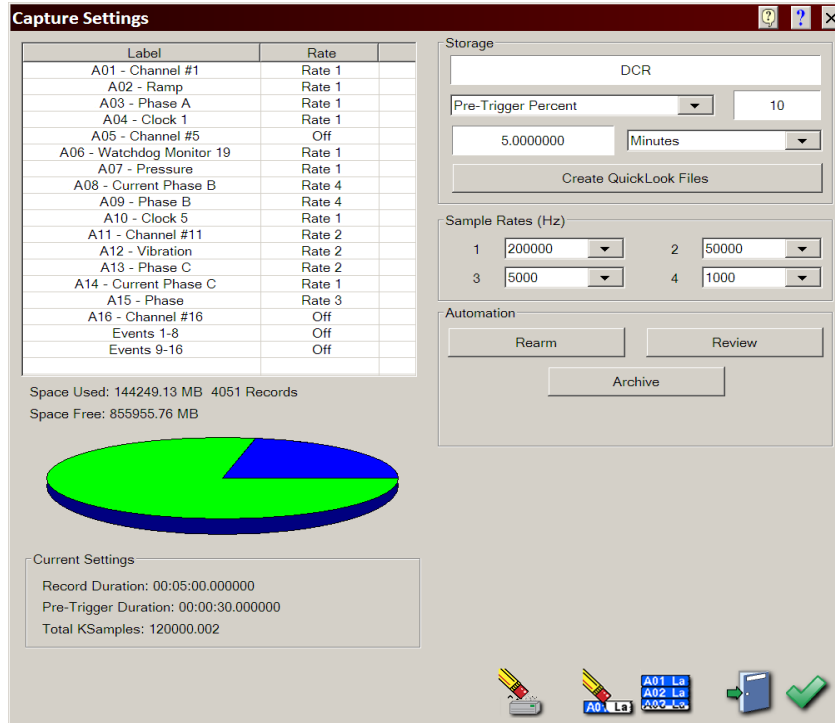 Capture Settings
Label Rate
A01 - Channel #1 Rate 1
A02 - Ramp Rate 1
A03 - Phase A Rate 1
A04 - Clock 1 Rate 1
A05 - Channel #5 Off
A06 - Watchdog Monitor 19 Rate 1
A07 - Pressure Rate 1
A08 - Current Phase B Rate 4
A09 - Phase B Rate 4
A10 - Clock 5 Rate 1
A11 - Channel #11 Rate 2
A12 - Vibration Rate 2
A13 - Phase C Rate 2
A14 - Current Phase C Rate 1
A15 - Phase Rate 3
A16 - Channel #16 Off
Events 1-8 Off
Events 9-16 Off
Space Used: 144249.13 MB 4051 Records
Space Free: 855955.76 MB
Current Settings
Record Duration: 00:05:00.000000
Pre-Trigger Duration: 00:00:30.000000
Total KSamples: 120000.002
Storage
DCR
Pre-Trigger Percent 10
5.0000000 Minutes
Create QuickLook Files
Sample Rates (Hz)
1 200000 2 50000
3 5000 4 1000
Automation
Rearm Review
Archive
A01 La
A02 La
A03 La